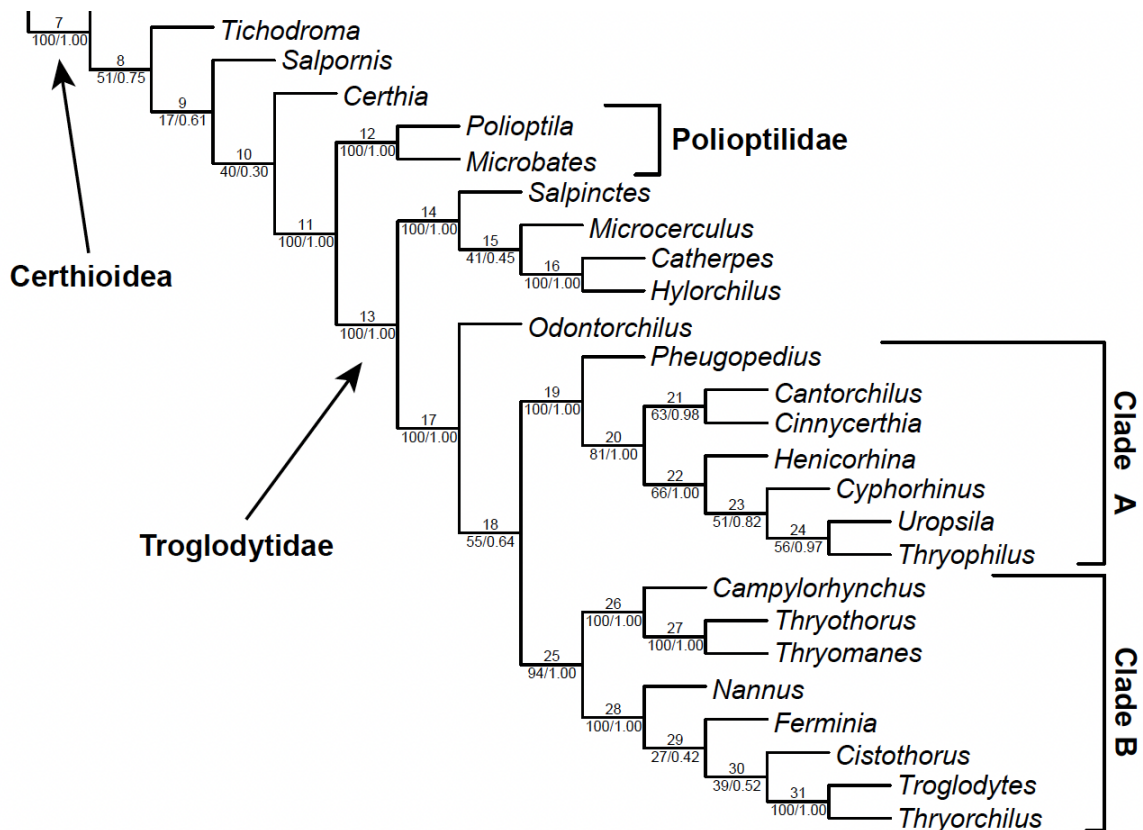 7
100/1.00
Tichodroma
8
51/0.75
Salpornis
9
17/0.61
Certhia
10
40/0.30
Polioptila
12
100/1.00
Microbates
Polioptilidae
11
100/1.00
Salpinctes
14
100/1.00
Microcerculus
15
41/0.45
Catherpes
16
100/1.00
Hylorchilus
Certhioidea
13
100/1.00
Odontorchilus
Pheugopedius
19
100/1.00
Cantorchilus
21
63/0.98
Cinnycerthia
17
100/1.00
20
81/1.00
Henicorhina
22
66/1.00
Cyphorhinus
23
51/0.82
Uropsila
24
56/0.97
Thryophilus
Clade A
18
55/0.64
Troglodytidae
Campylorhynchus
26
100/1.00
Thryothorus
27
100/1.00
Thryomanes
25
94/1.00
Nannus
28
100/1.00
Ferminia
29
27/0.42
Cistothorus
30
39/0.52
Troglodytes
31
100/1.00
Thryorchilus
Clade B